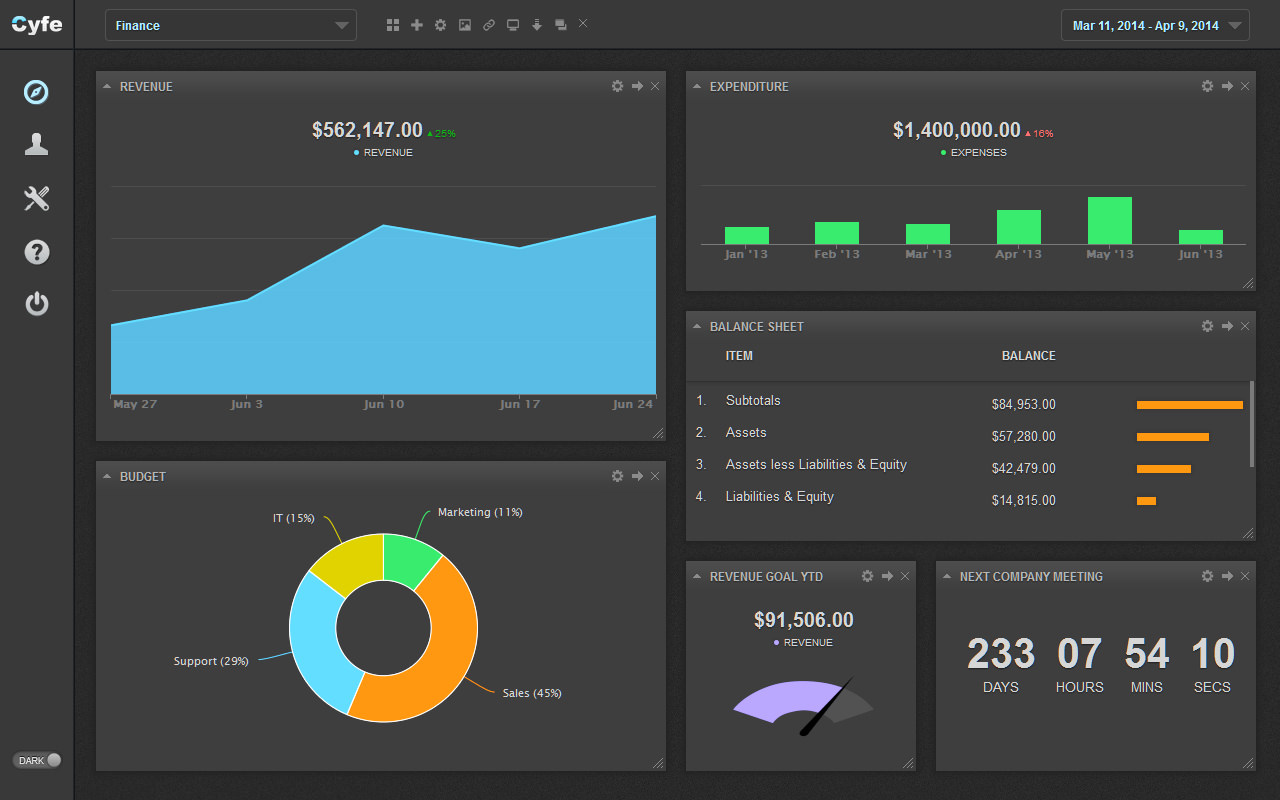 Cyfe
Finance
Mar 11, 2014 - Apr 9, 2014
REVENUE
$562,147.00 ▲25%
REVENUE
May 27 Jun 3 Jun 10 Jun 17 Jun 24
EXPENDITURE
$1,400,000.00 ▲16%
EXPENSES
Jan '13 Feb '13 Mar '13 Apr '13 May '13 Jun '13
BALANCE SHEET
ITEM BALANCE
1. Subtotals $84,953.00
2. Assets $57,280.00
3. Assets less Liabilities & Equity $42,479.00
4. Liabilities & Equity $14,815.00
BUDGET
IT (15%)
Marketing (11%)
Support (29%)
Sales (45%)
REVENUE GOAL YTD
$91,506.00
REVENUE
NEXT COMPANY MEETING
233 07 54 10
DAYS HOURS MINS SECS
DARK